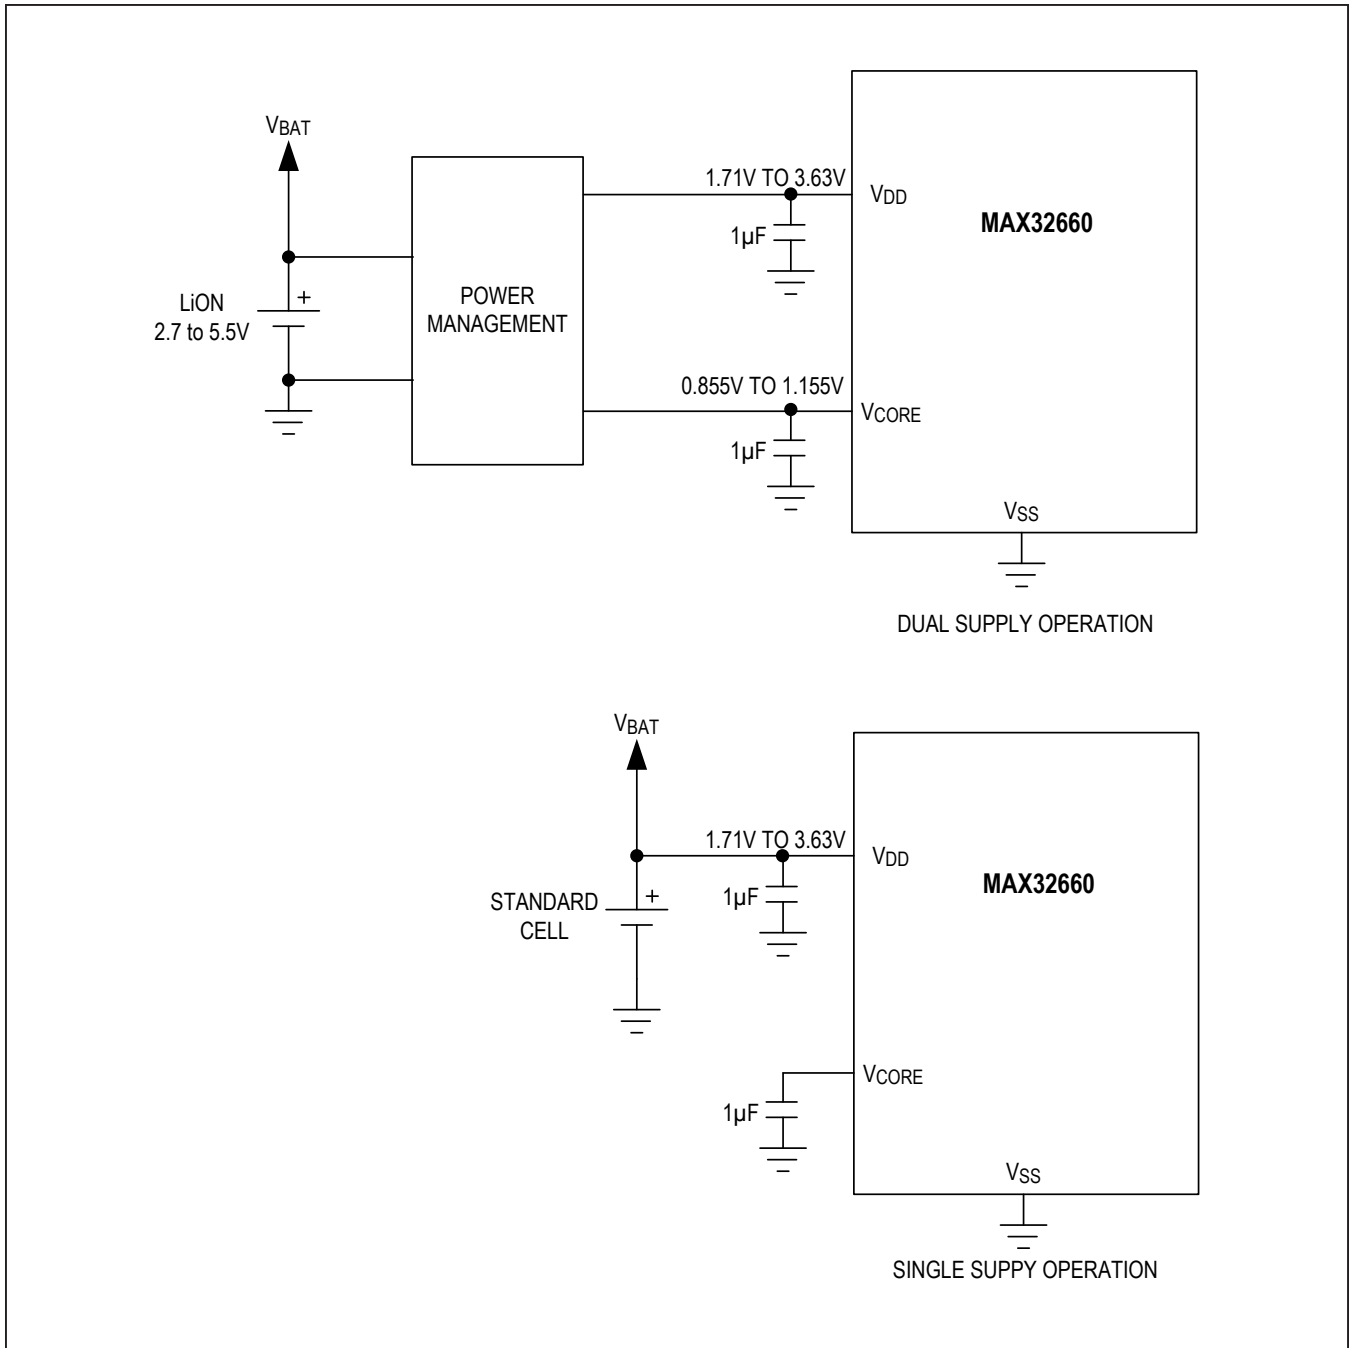 VBAT
1.71V TO 3.63V
VDD
MAX32660
1µF
LiON
2.7 to 5.5V
+
POWER
MANAGEMENT
0.855V TO 1.155V
VCORE
1µF
VSS
DUAL SUPPLY OPERATION
VBAT
1.71V TO 3.63V
VDD
MAX32660
STANDARD
CELL
+
1µF
VCORE
1µF
VSS
SINGLE SUPPY OPERATION